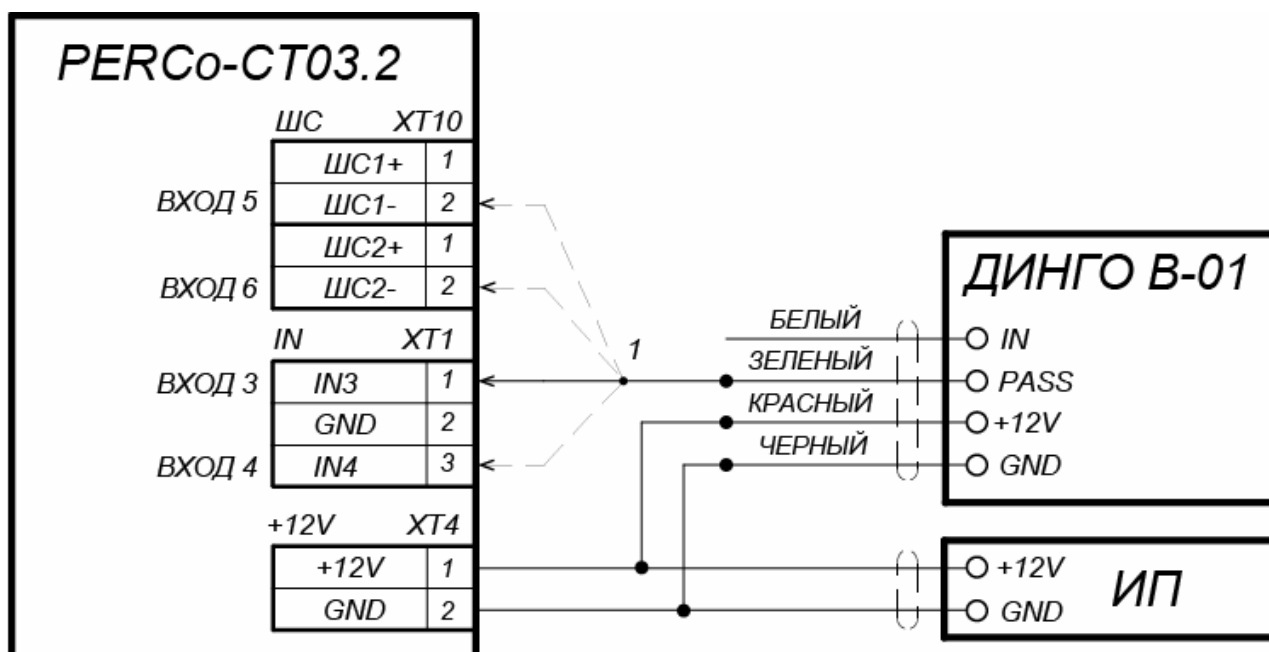 PERCo-CT03.2
ШС XT10
ШС1+ 1
ВХОД 5 ШС1- 2
ШС2+ 1
ВХОД 6 ШС2- 2
IN XT1
ВХОД 3 IN3 1
GND 2
ВХОД 4 IN4 3
+12V XT4
+12V 1
GND 2
1
БЕЛЫЙ
ЗЕЛЕНЫЙ
КРАСНЫЙ
ЧЕРНЫЙ
ДИНГО В-01
IN
PASS
+12V
GND
ИП
+12V
GND